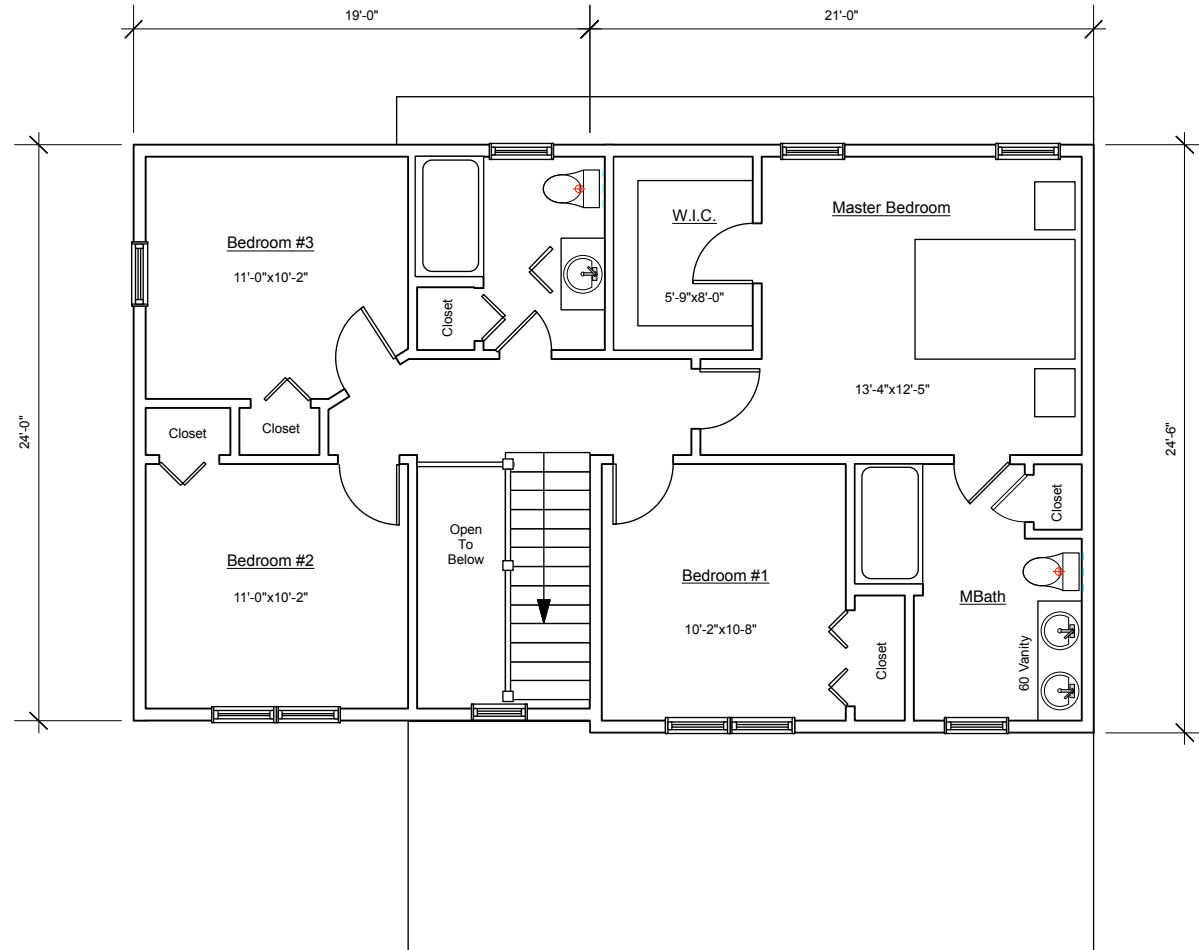 19'-0"
21'-0"
24'-0"
24'-6"
Bedroom #3
11'-0"x10'-2"
Closet
W.I.C.
5'-9"x8'-0"
Master Bedroom
13'-4"x12'-5"
Closet
Closet
Bedroom #2
11'-0"x10'-2"
Open
To
Below
Bedroom #1
10'-2"x10-8"
Closet
MBath
60 Vanity
Closet